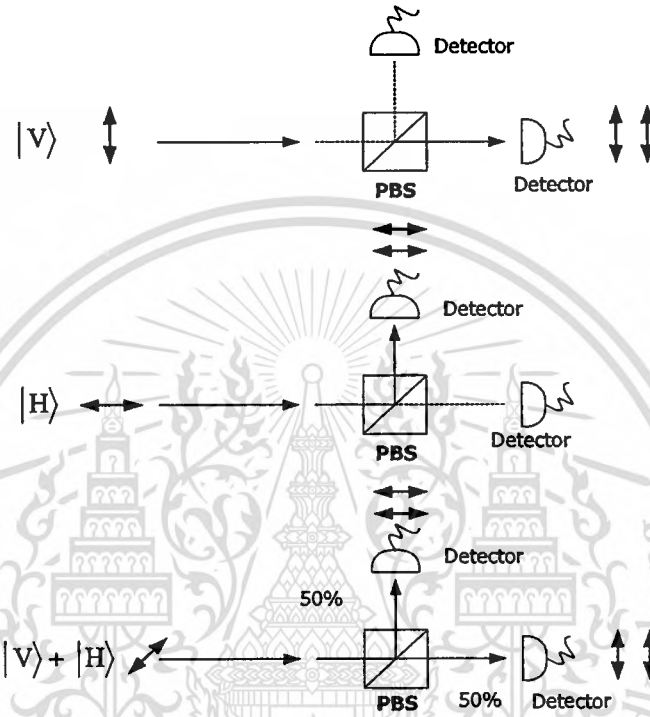 Detector
|V⟩
PBS
Detector
Detector
|H⟩
PBS
Detector
Detector
50%
|V⟩ + |H⟩
PBS
50%
Detector